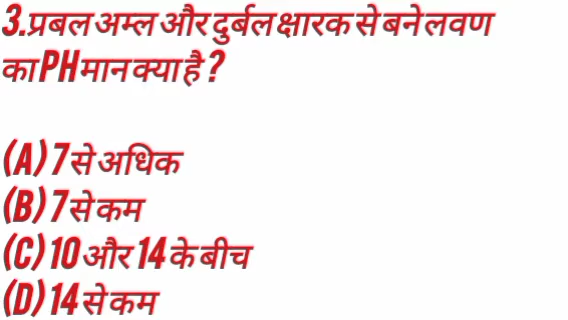 3.प्रबल अम्ल और दुर्बल क्षारक से बने लवण
का PH मान क्या है ?
(A) 7 से अधिक
(B) 7 से कम
(C) 10 और 14 के बीच
(D) 14 से कम